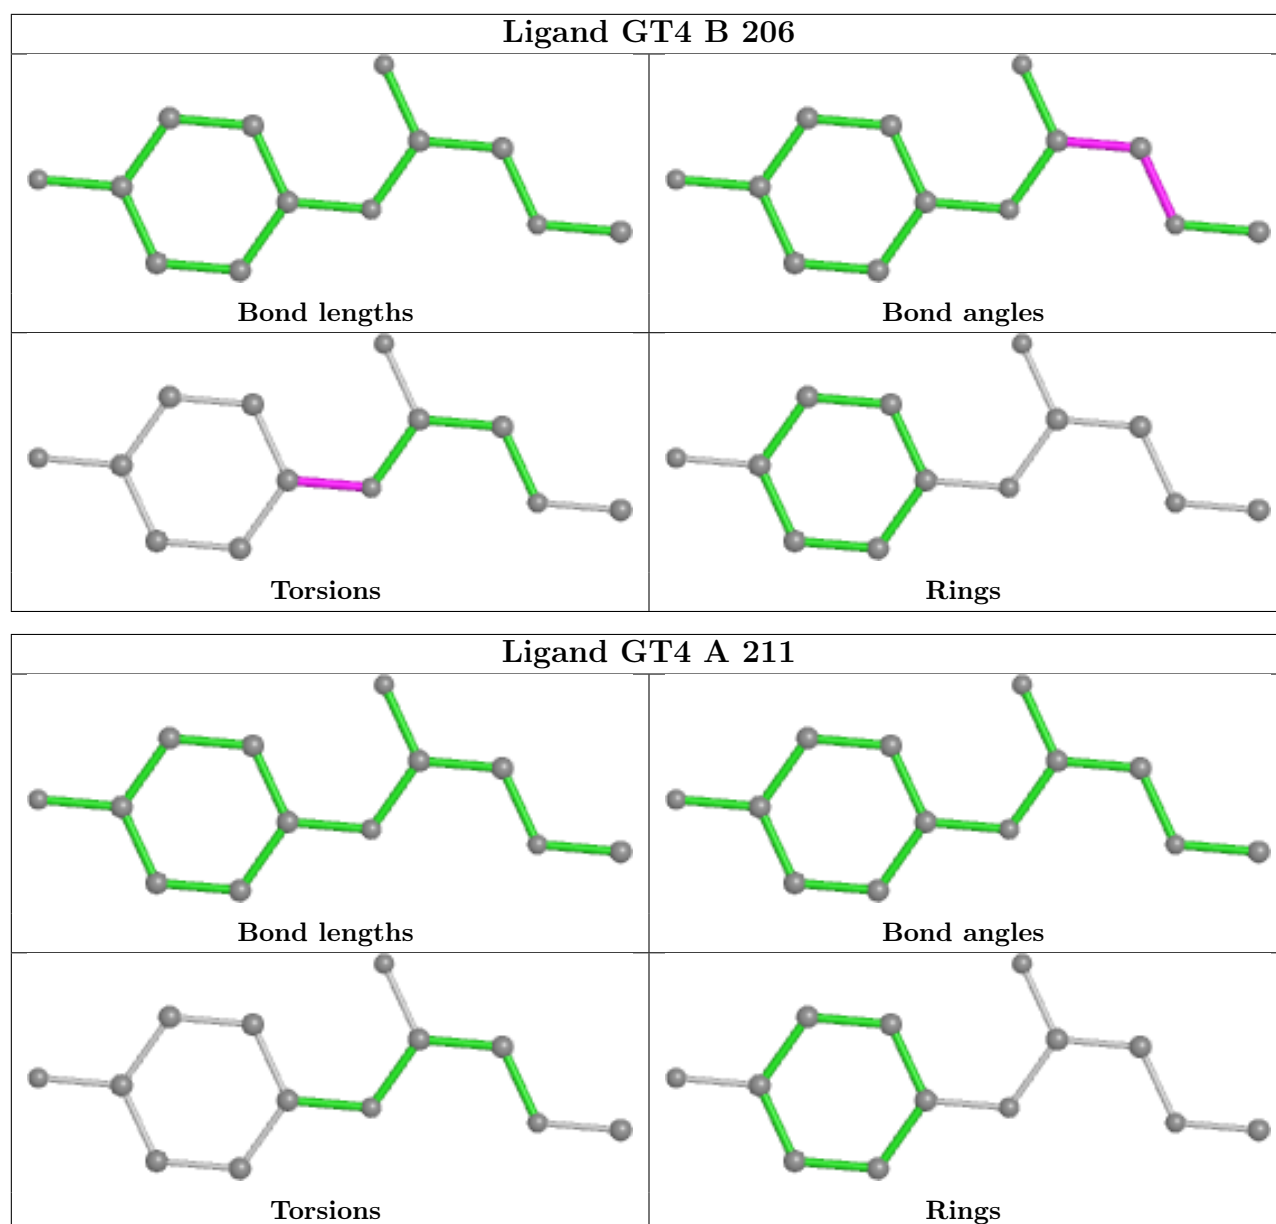 Ligand GT4 B 206
Bond lengths
Bond angles
Torsions
Rings
Ligand GT4 A 211
Bond lengths
Bond angles
Torsions
Rings